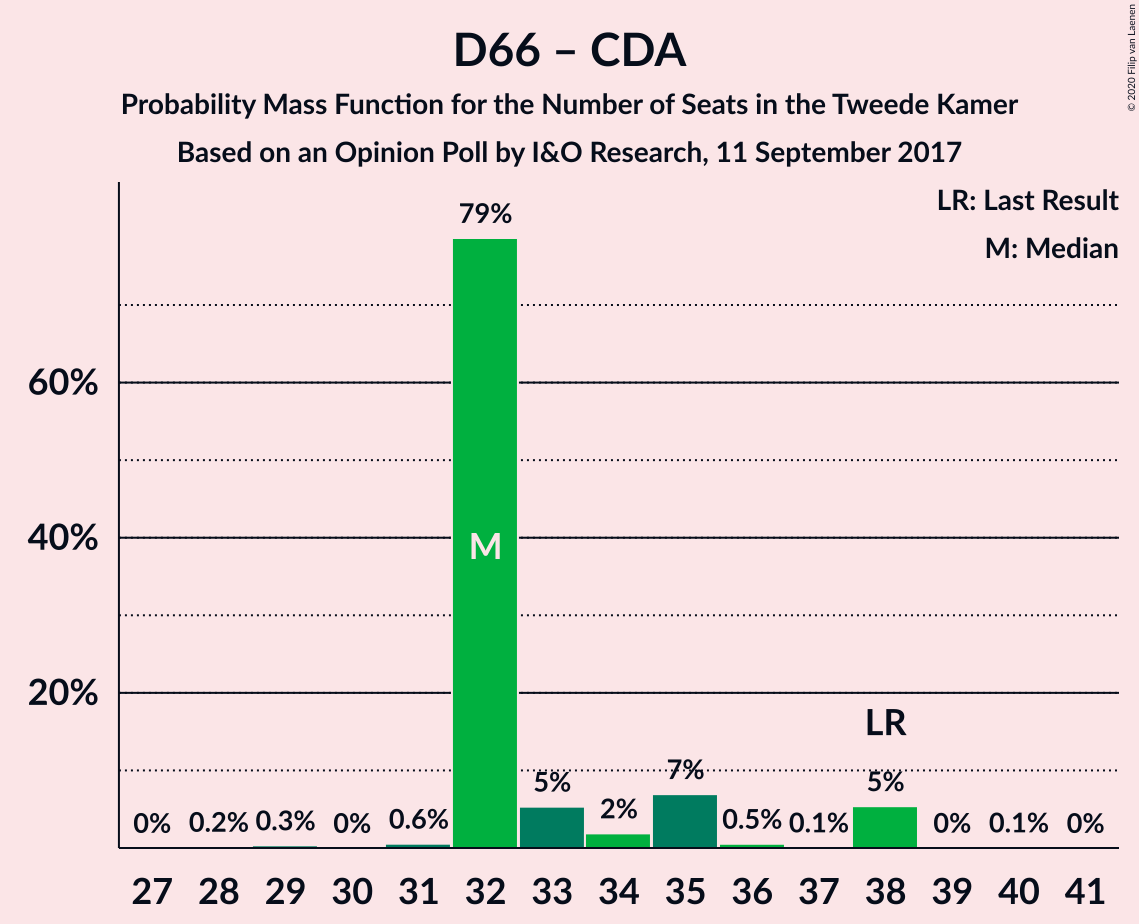 D66 – CDA
Probability Mass Function for the Number of Seats in the Tweede Kamer
Based on an Opinion Poll by I&O Research, 11 September 2017
© 2020 Filip van Laenen
LR: Last Result
M: Median
60%
40%
20%
0% 0.2% 0.3% 0% 0.6% 79% 5% 2% 7% 0.5% 0.1% 5% 0% 0.1% 0%
M
LR
27 28 29 30 31 32 33 34 35 36 37 38 39 40 41